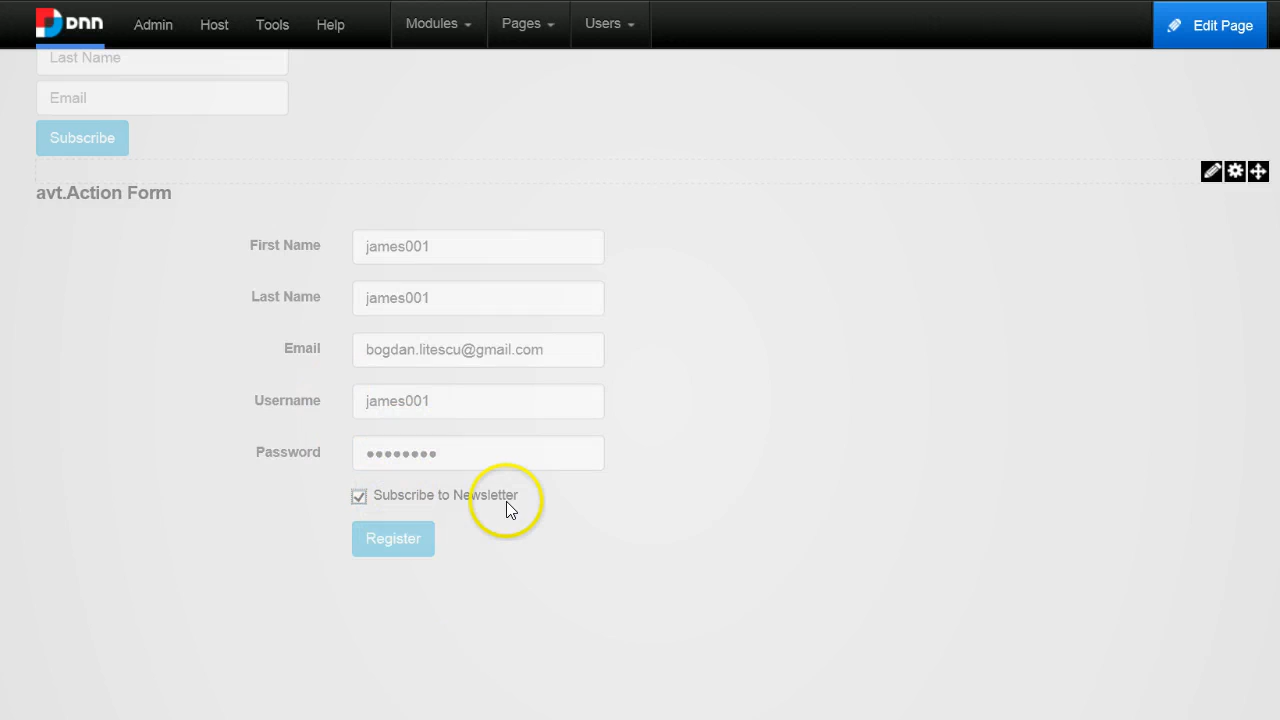 dnn Admin Host Tools Help Modules Pages Users Edit Page
Last Name
Email
Subscribe
avt.Action Form
First Name james001
Last Name james001
Email bogdan.litescu@gmail.com
Username james001
Password ●●●●●●●●
Subscribe to Newsletter
Register